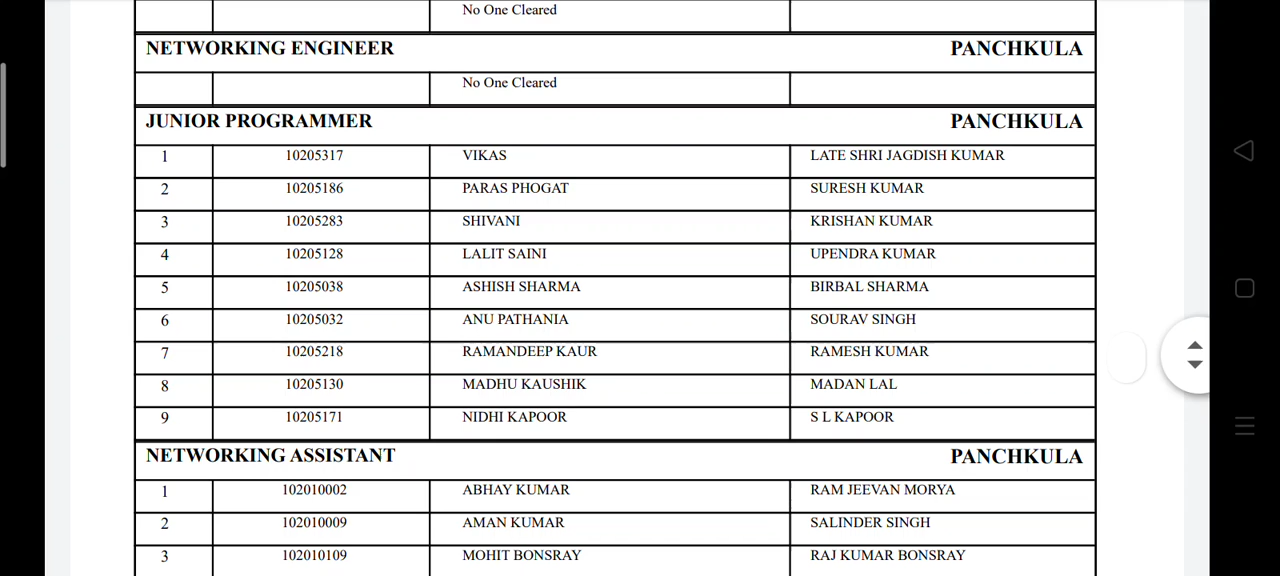 No One Cleared
NETWORKING ENGINEER PANCHKULA
No One Cleared
JUNIOR PROGRAMMER PANCHKULA
1 10205317 VIKAS LATE SHRI JAGDISH KUMAR
2 10205186 PARAS PHOGAT SURESH KUMAR
3 10205283 SHIVANI KRISHAN KUMAR
4 10205128 LALIT SAINI UPENDRA KUMAR
5 10205038 ASHISH SHARMA BIRBAL SHARMA
6 10205032 ANU PATHANIA SOURAV SINGH
7 10205218 RAMANDEEP KAUR RAMESH KUMAR
8 10205130 MADHU KAUSHIK MADAN LAL
9 10205171 NIDHI KAPOOR S L KAPOOR
NETWORKING ASSISTANT PANCHKULA
1 102010002 ABHAY KUMAR RAM JEEVAN MORYA
2 102010009 AMAN KUMAR SALINDER SINGH
3 102010109 MOHIT BONSRAY RAJ KUMAR BONSRAY